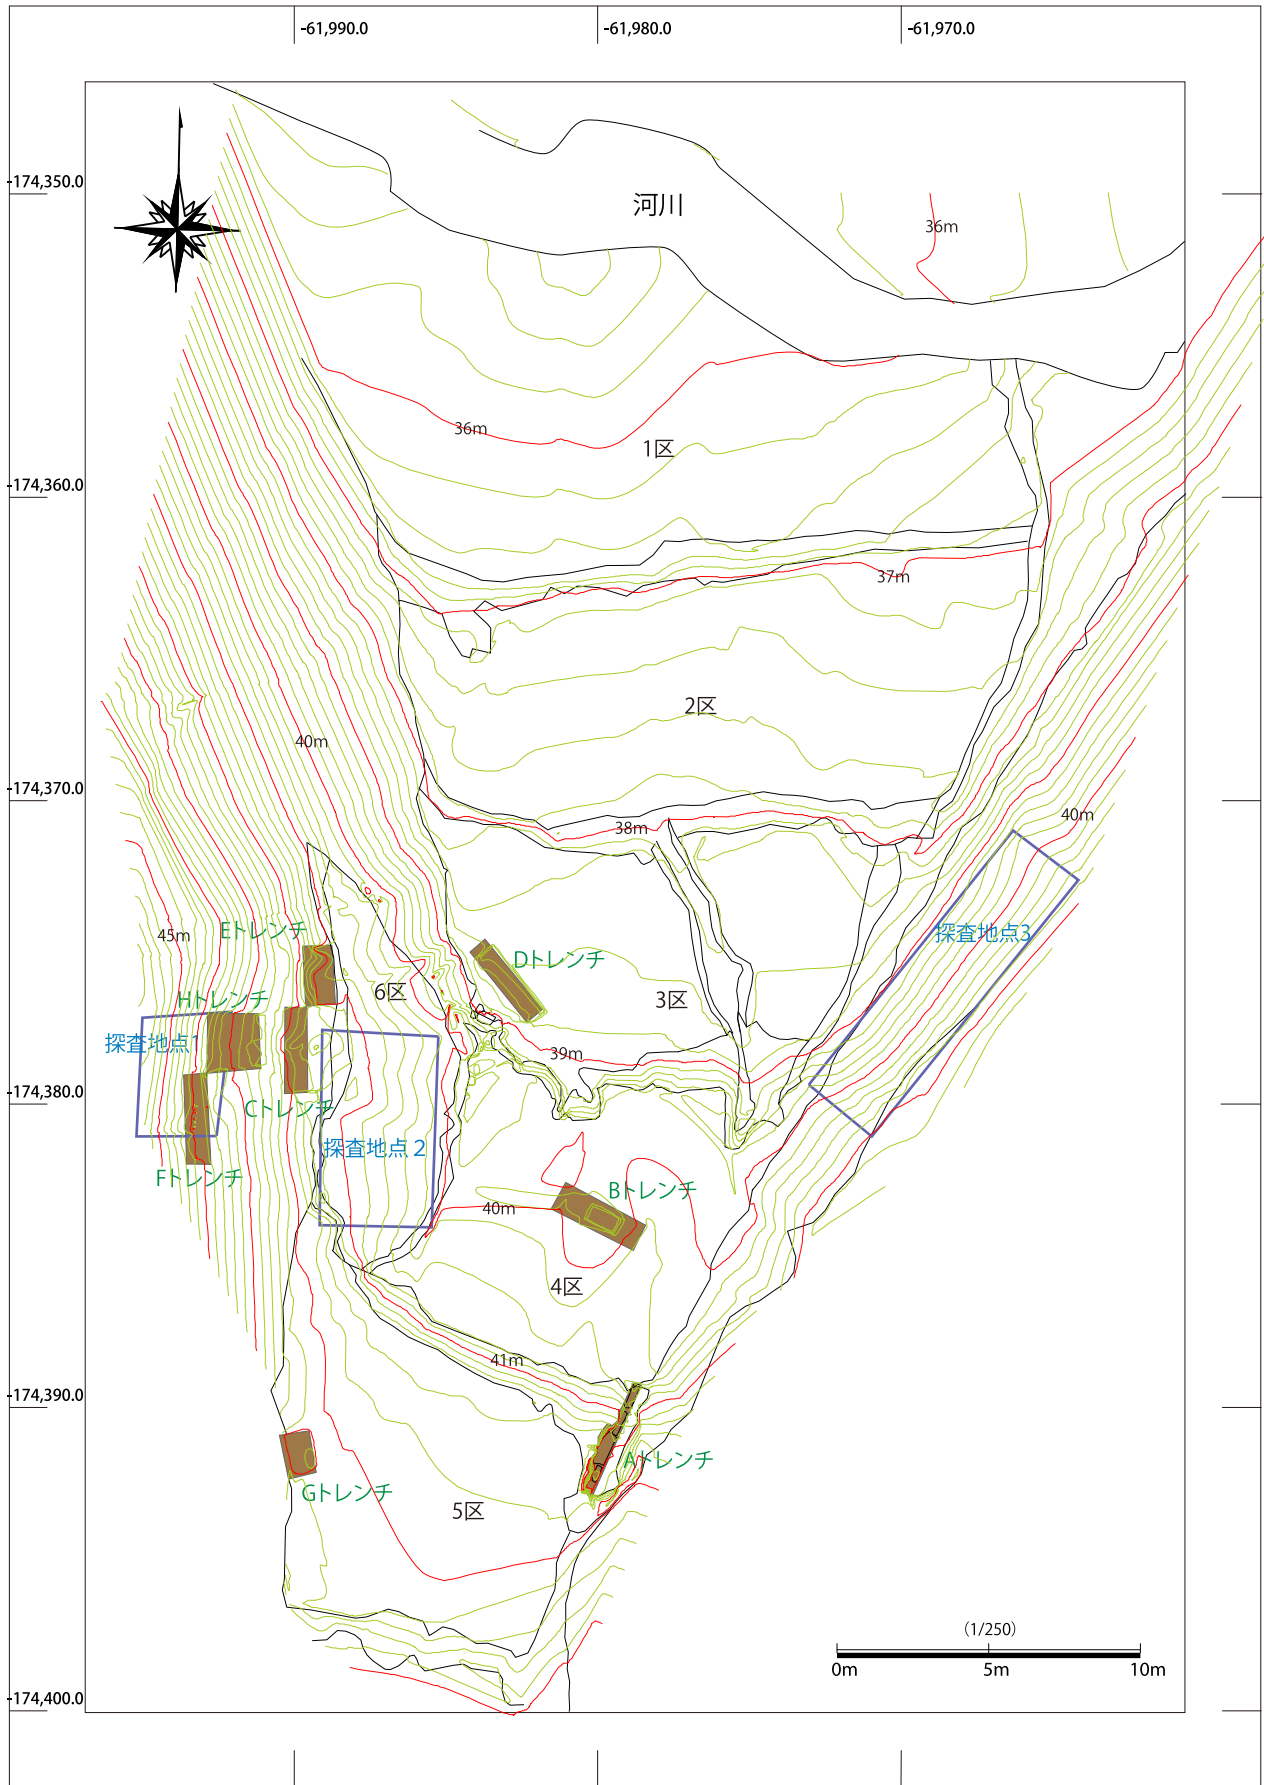 -61,990.0
-61,980.0
-61,970.0
-174,350.0
河川
36m
36m
1区
-174,360.0
37m
2区
40m
-174,370.0
38m
40m
45m
Eトレンチ
探査地点3
Dトレンチ
6区
Hトレンチ
3区
探査地点1
39m
-174,380.0
Cトレンチ
探査地点2
Fトレンチ
Bトレンチ
40m
4区
41m
-174,390.0
Aトレンチ
Gトレンチ
5区
(1/250)
0m
5m
10m
-174,400.0